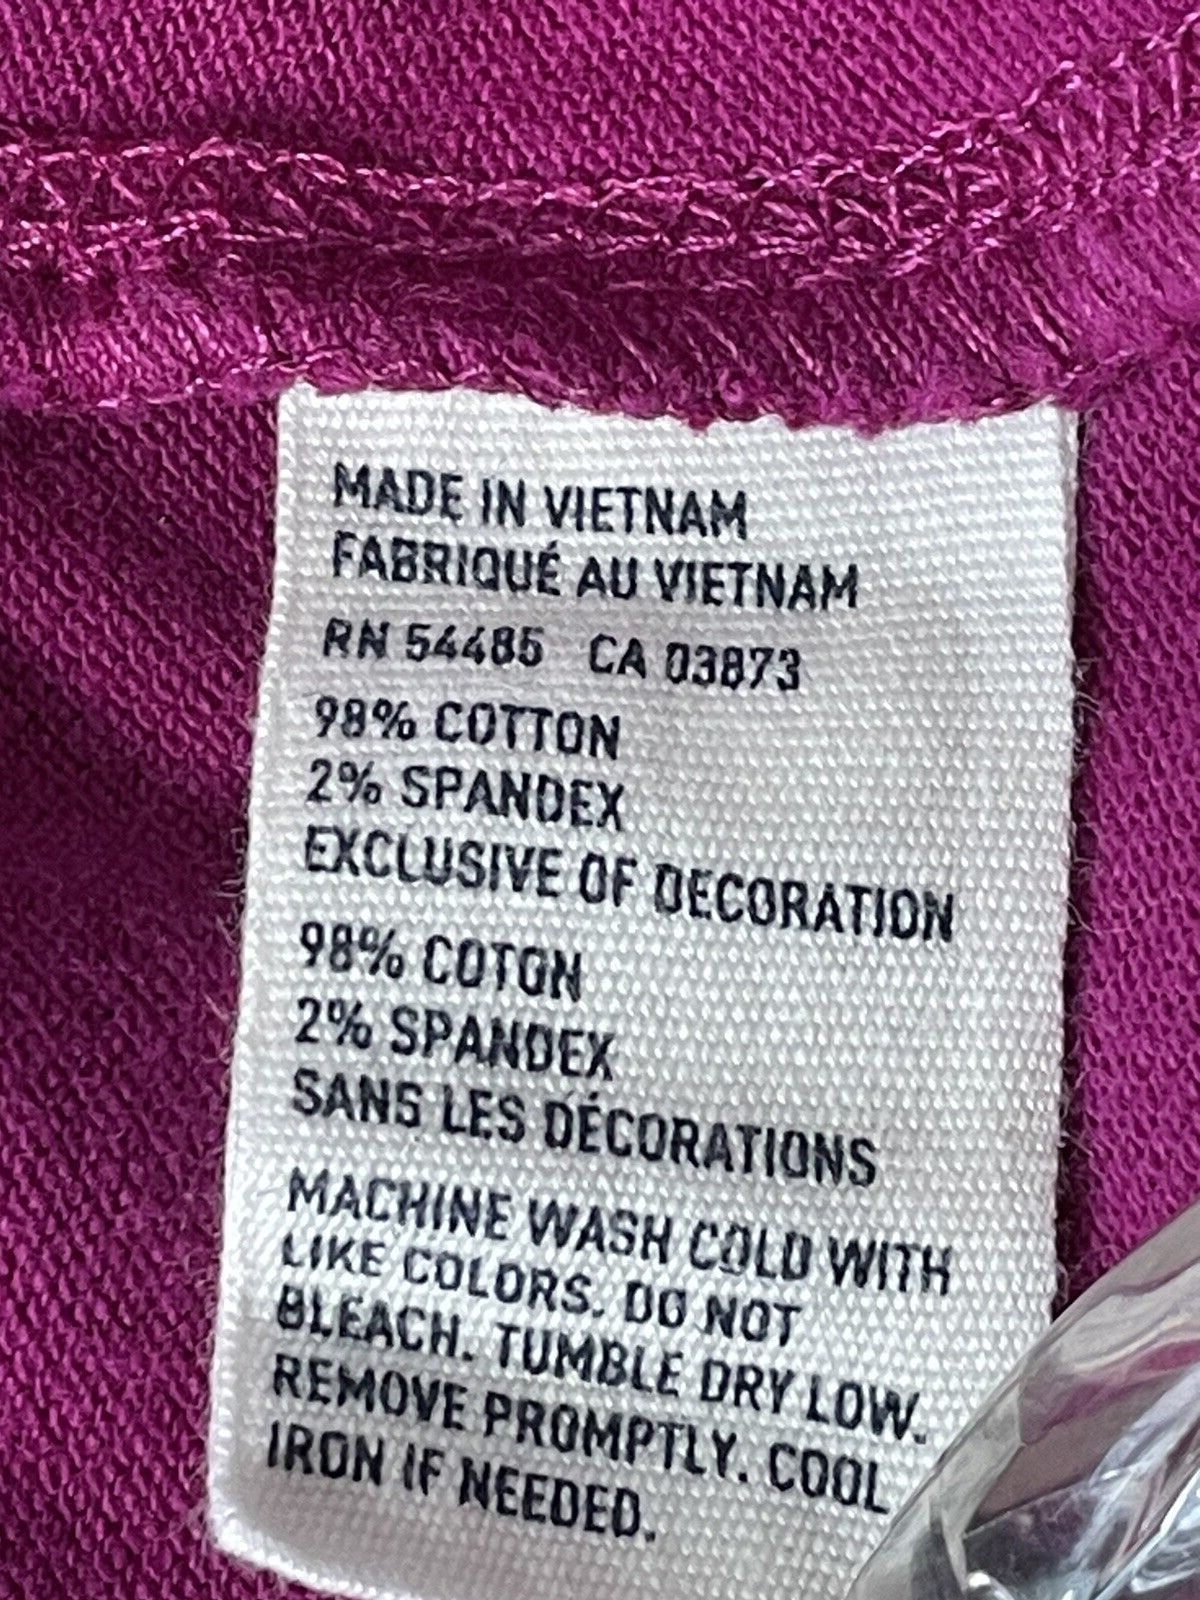 MADE IN VIETNAM
FABRIQUÉ AU VIETNAM
RN 54485 CA 03873
98% COTTON
2% SPANDEX
EXCLUSIVE OF DECORATION
98% COTON
2% SPANDEX
SANS LES DÉCORATIONS
MACHINE WASH COLD WITH
LIKE COLORS. DO NOT
BLEACH. TUMBLE DRY LOW.
REMOVE PROMPTLY. COOL
IRON IF NEEDED.